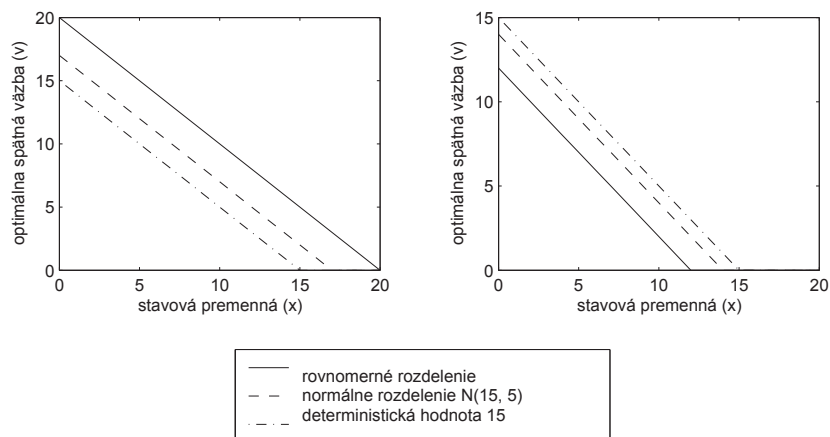 20
15
10
5
0
optimálna spätná väzba (v)
0 5 10 15 20
stavová premenná (x)
15
10
5
0
optimálna spätná väzba (v)
0 5 10 15 20
stavová premenná (x)
rovnomerné rozdelenie
normálne rozdelenie N(15, 5)
deterministická hodnota 15